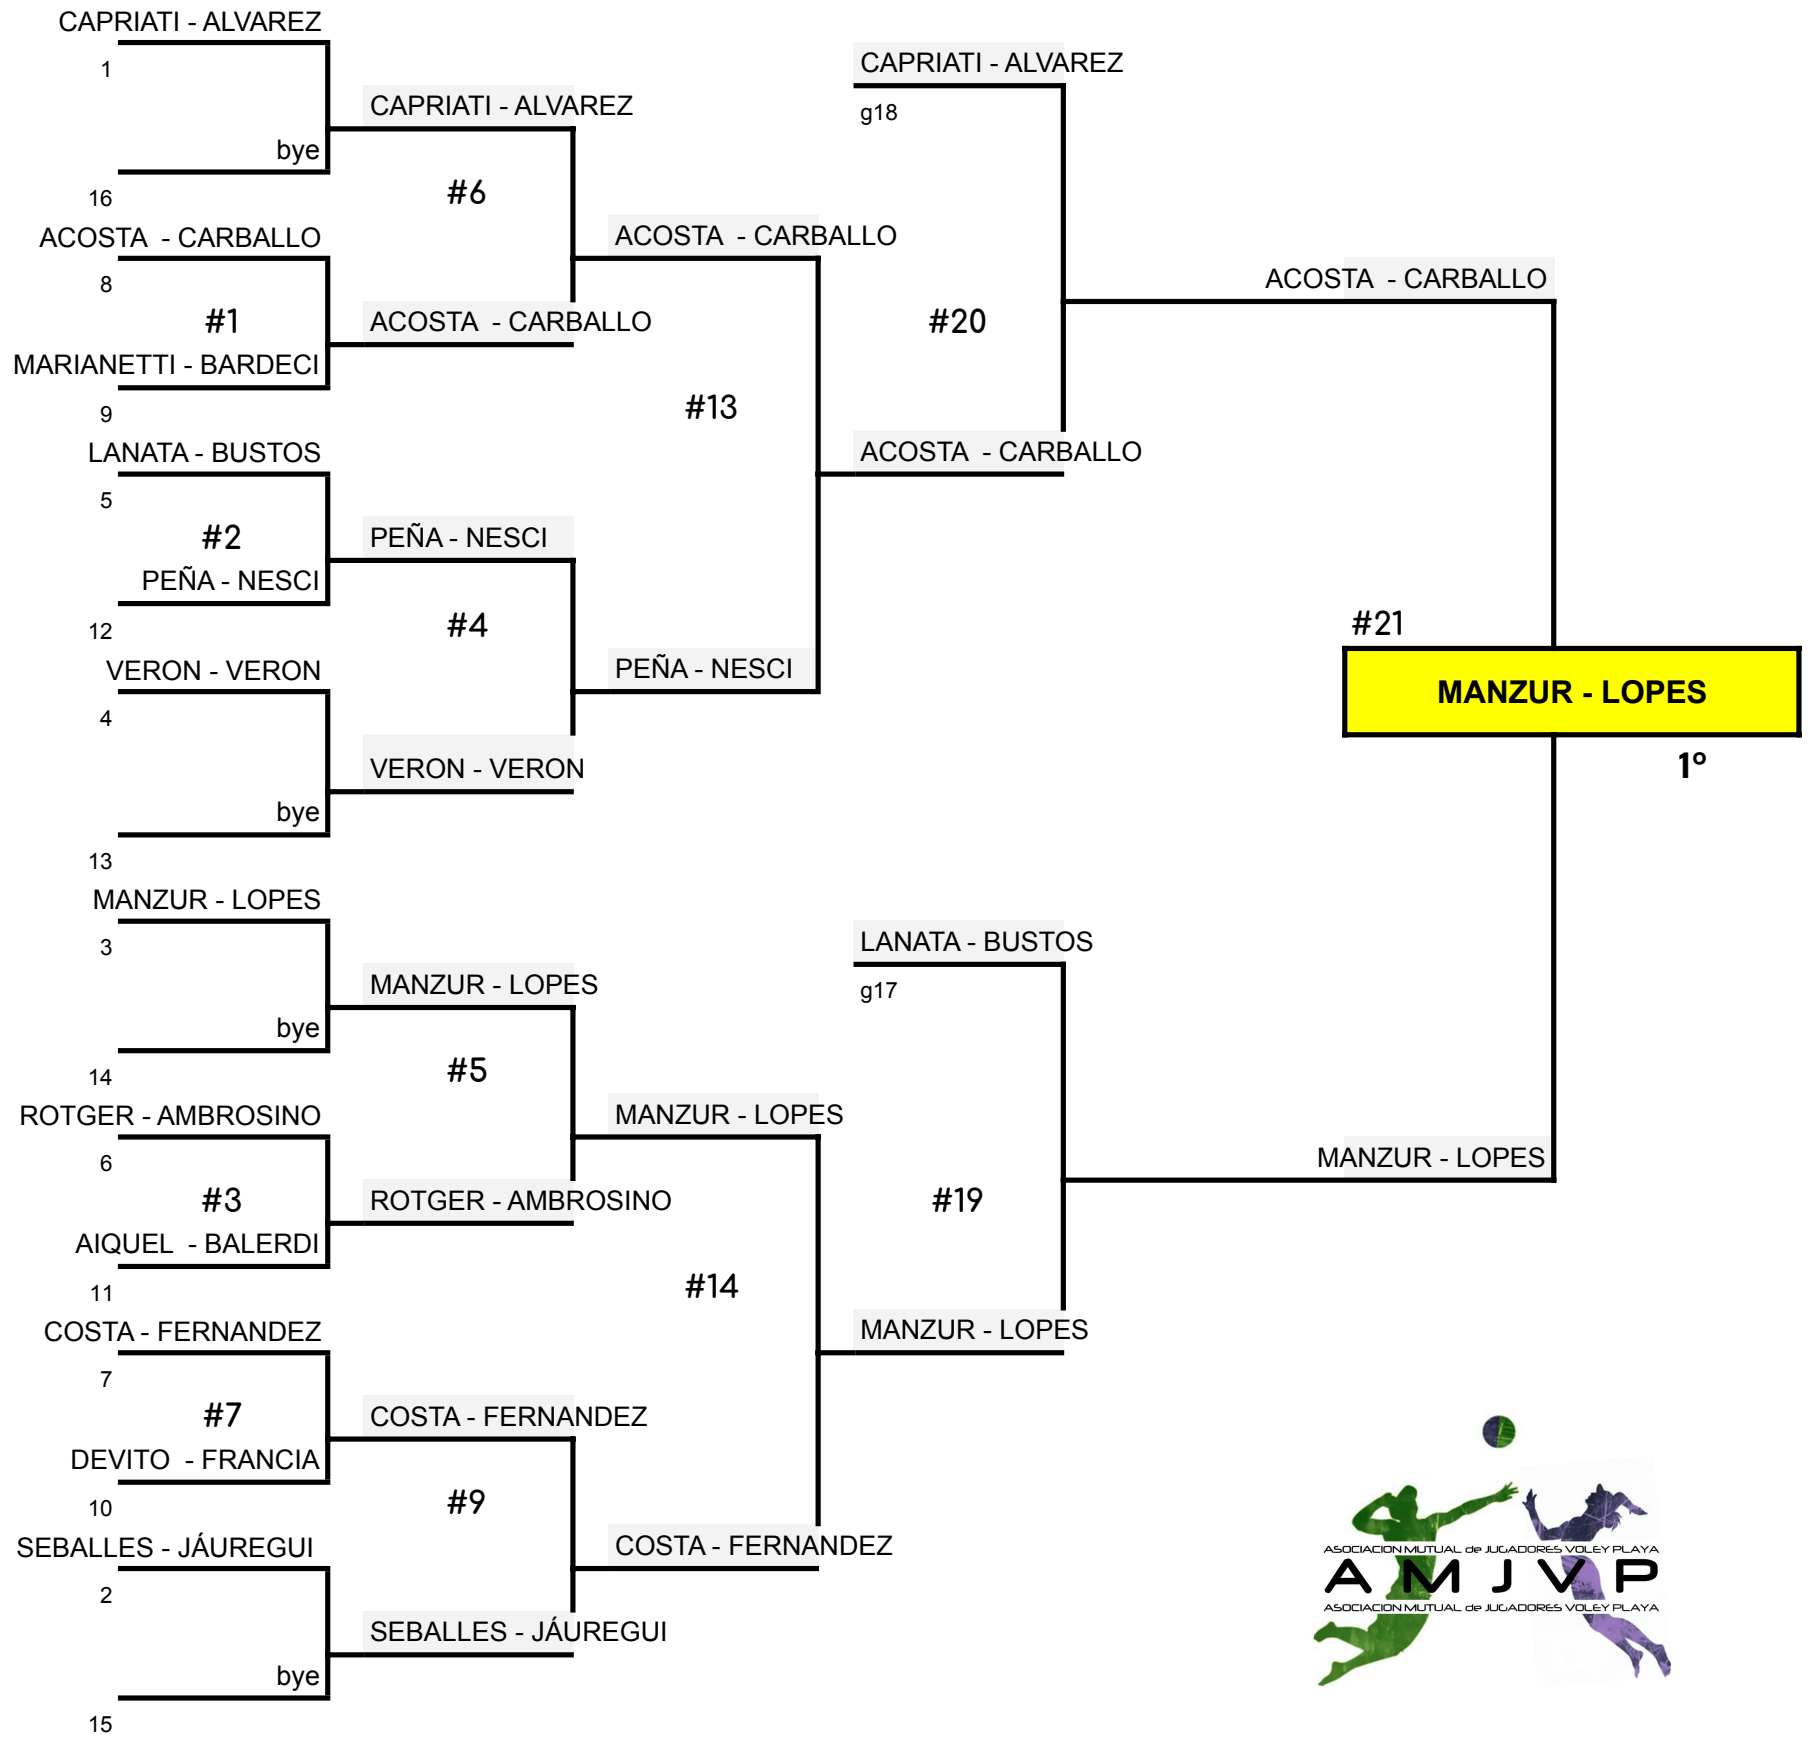 CAPRIATI - ALVAREZ
1
bye
16
ACOSTA - CARBALLO
8
#1
MARIANETTI - BARDECI
9
LANATA - BUSTOS
5
#2
PEÑA - NESCI
12
VERON - VERON
4
bye
13
MANZUR - LOPES
3
bye
14
ROTGER - AMBROSINO
6
#3
AIQUEL - BALERDI
11
COSTA - FERNANDEZ
7
#7
DEVITO - FRANCIA
10
SEBALLES - JÁUREGUI
2
bye
15
CAPRIATI - ALVAREZ
#6
ACOSTA - CARBALLO
PEÑA - NESCI
#4
VERON - VERON
MANZUR - LOPES
#5
ROTGER - AMBROSINO
COSTA - FERNANDEZ
#9
SEBALLES - JÁUREGUI
ACOSTA - CARBALLO
#13
PEÑA - NESCI
MANZUR - LOPES
#14
COSTA - FERNANDEZ
CAPRIATI - ALVAREZ
g18
#20
ACOSTA - CARBALLO
LANATA - BUSTOS
g17
#19
MANZUR - LOPES
ACOSTA - CARBALLO
#21
MANZUR - LOPES
1º
MANZUR - LOPES
ASOCIACION MUTUAL de JUGADORES VOLEY PLAYA
AMJVP
ASOCIACION MUTUAL de JUGADORES VOLEY PLAYA